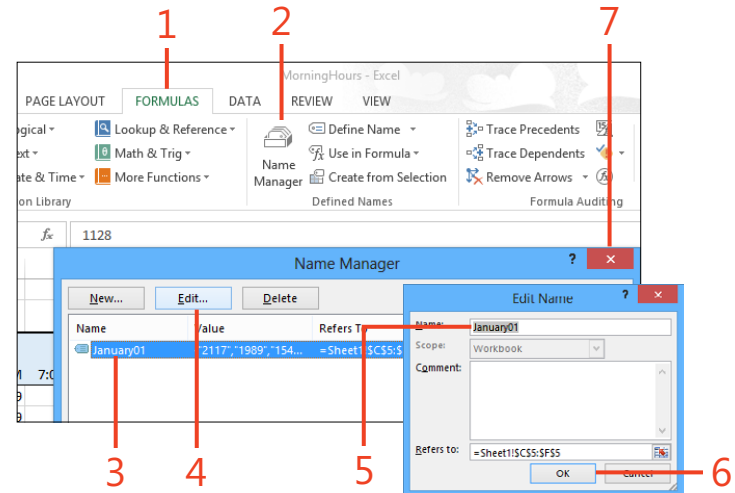 1 2 7
MorningHours - Excel
PAGE LAYOUT FORMULAS DATA REVIEW VIEW
ogical Lookup & Reference Define Name Trace Precedents
ext Math & Trig Use in Formula Trace Dependents
ate & Time More Functions Name Manager Create from Selection Remove Arrows
on Library Defined Names Formula Auditing
fx 1128
Name Manager ? ×
New... Edit... Delete
Name Value Refers To
January01 "2117","1989","154... =Sheet1!$C$5:$
7:0
9
9
Edit Name ? ×
5 Name: January01
Scope: Workbook
Comment:
Refers to: =Sheet1!$C$5:$F$5
OK Cancel 6
3 4